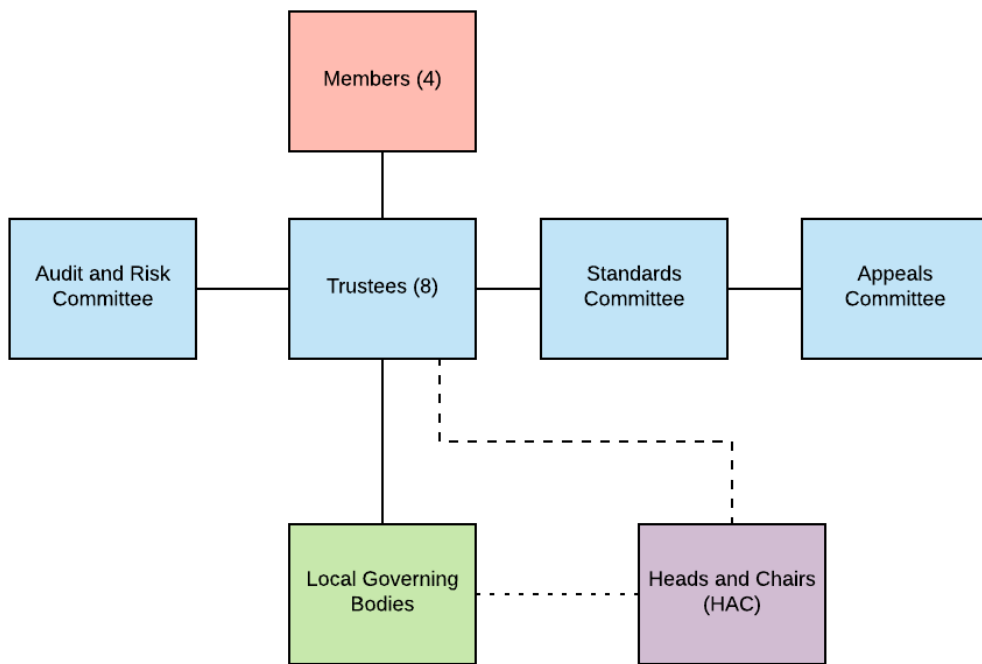 Members (4)
Audit and Risk
Committee
Trustees (8)
Standards
Committee
Appeals
Committee
Local Governing
Bodies
Heads and Chairs
(HAC)